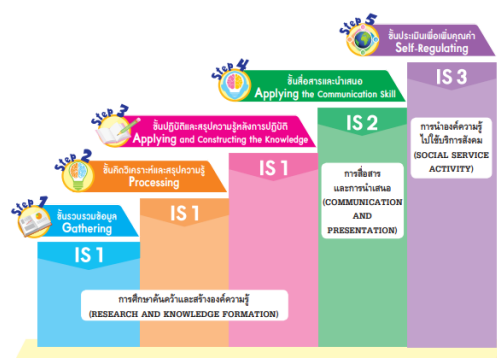 Step 5
ขั้นประเมินเพื่อเพิ่มคุณค่า
Self-Regulating
IS 3
การนำองค์ความรู้
ไปใช้บริการสังคม
(SOCIAL SERVICE
ACTIVITY)
Step 4
ขั้นสื่อสารและนำเสนอ
Applying the Communication Skill
IS 2
การสื่อสาร
และการนำเสนอ
(COMMUNICATION
AND
PRESENTATION)
Step 3
ขั้นปฏิบัติและสรุปความรู้หลังการปฏิบัติ
Applying and Constructing the Knowledge
IS 1
Step 2
ขั้นคิดวิเคราะห์และสรุปความรู้
Processing
IS 1
Step 1
ขั้นรวบรวมข้อมูล
Gathering
IS 1
การศึกษาค้นคว้าและสร้างองค์ความรู้
(RESEARCH AND KNOWLEDGE FORMATION)